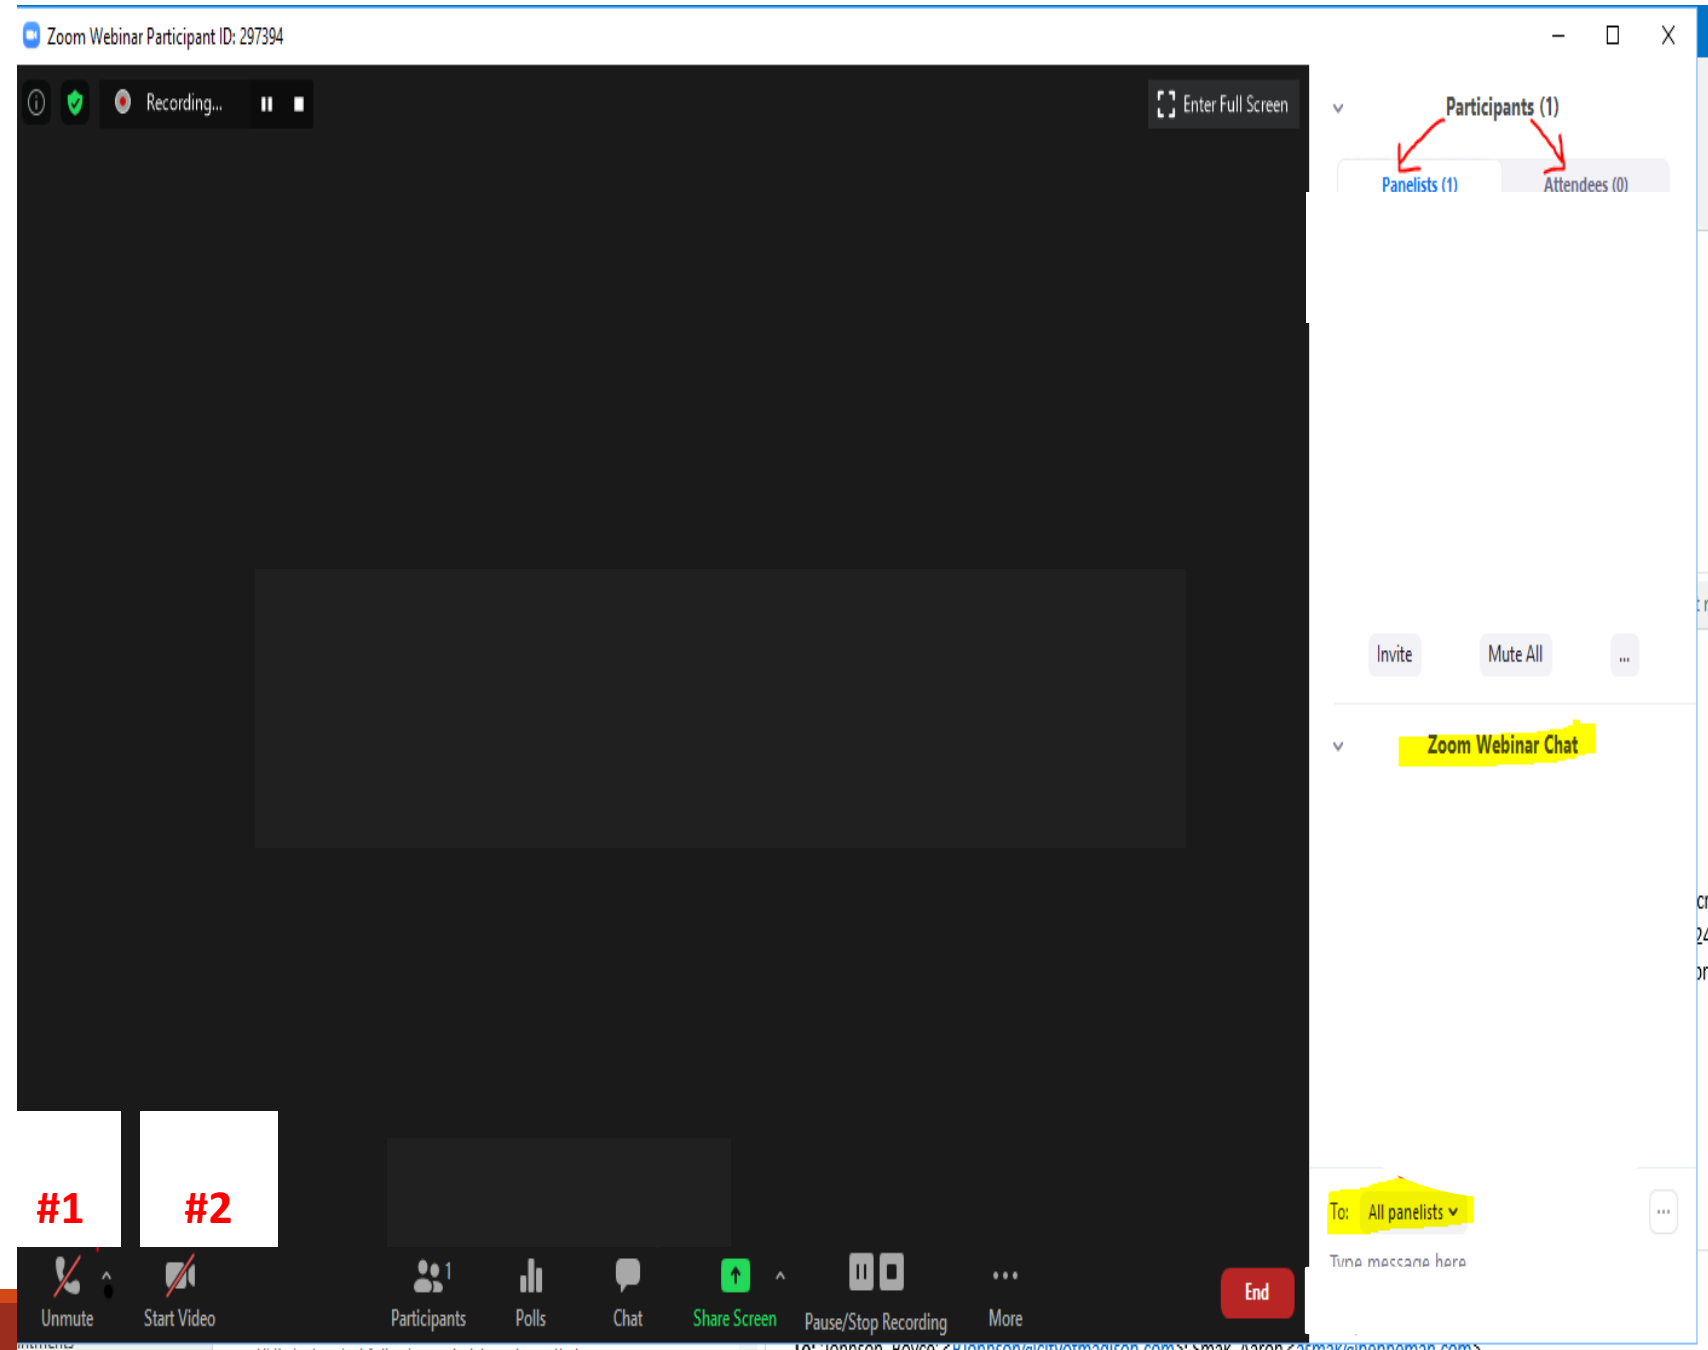 Zoom Webinar Participant ID: 297394
Recording...
Enter Full Screen
Participants (1)
Panelists (1)
Attendees (0)
Invite
Mute All
...
Zoom Webinar Chat
#1
#2
To: All panelists
Type message here
1
Unmute
Start Video
Participants
Polls
Chat
Share Screen
Pause/Stop Recording
More
End